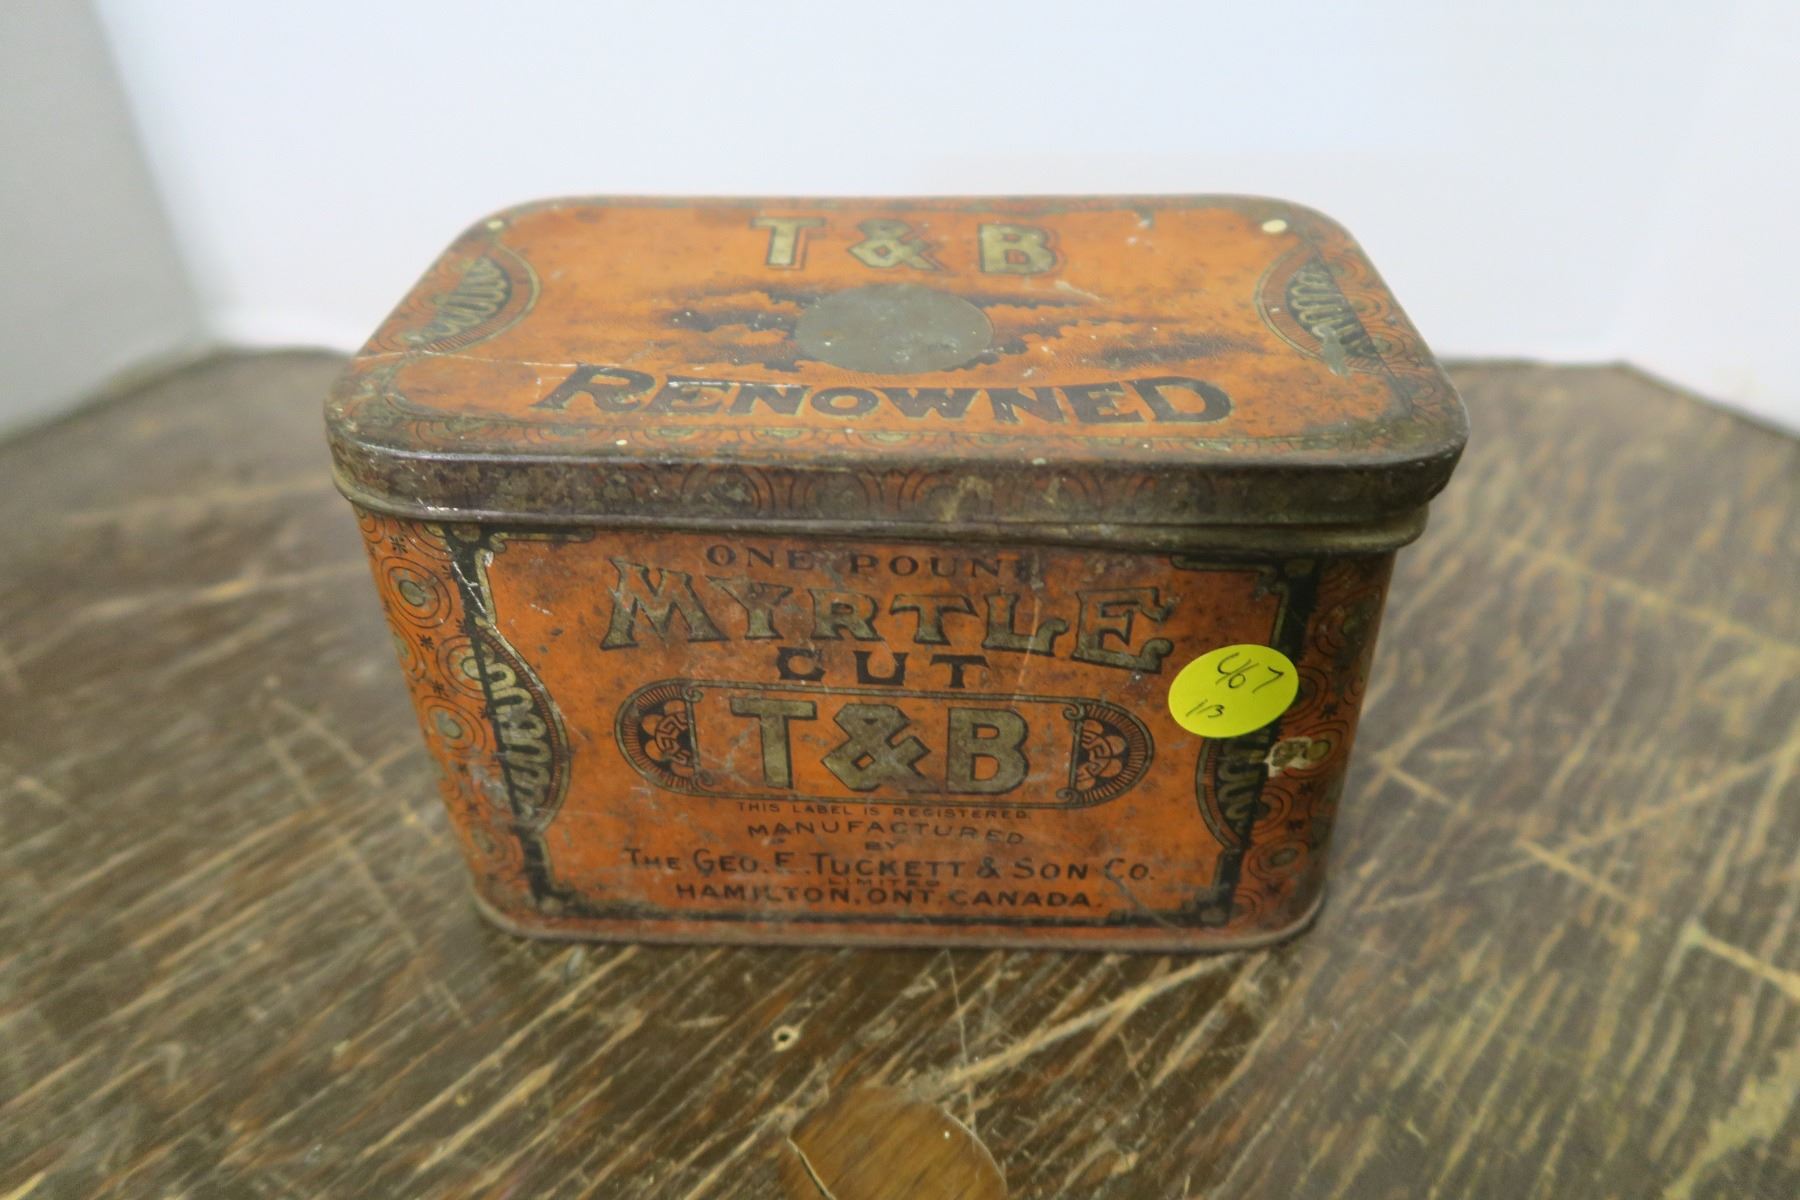 T&B
RENOWNED
ONE POUND
MYRTLE
CUT
T&B
THIS LABEL IS REGISTERED.
MANUFACTURED
BY
THE GEO. E. TUCKETT & SON CO.
LIMITED
HAMILTON, ONT, CANADA.
467